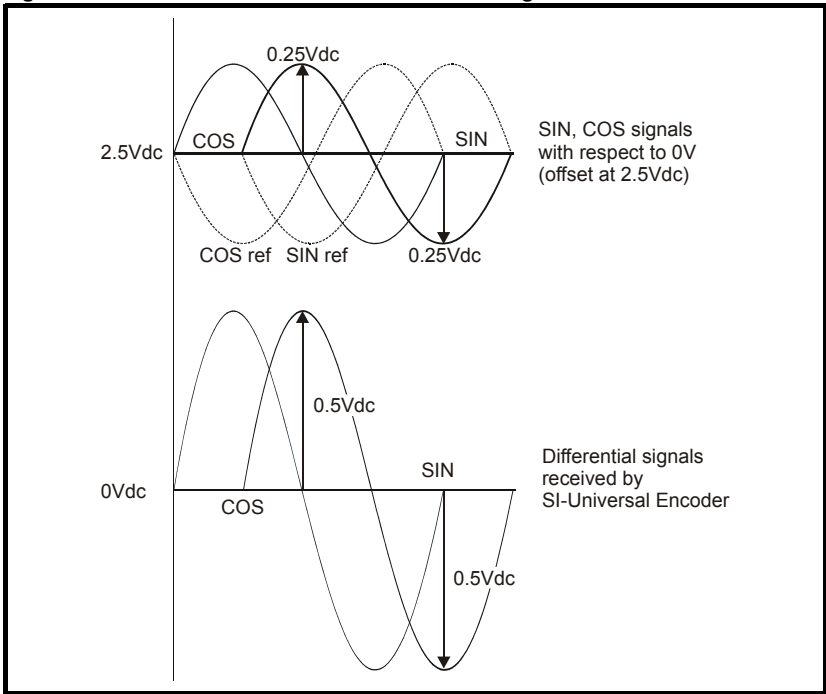 0.25Vdc
COS
SIN
2.5Vdc
SIN, COS signals
with respect to 0V
(offset at 2.5Vdc)
COS ref
SIN ref
0.25Vdc
0.5Vdc
SIN
0Vdc
COS
Differential signals
received by
SI-Universal Encoder
0.5Vdc